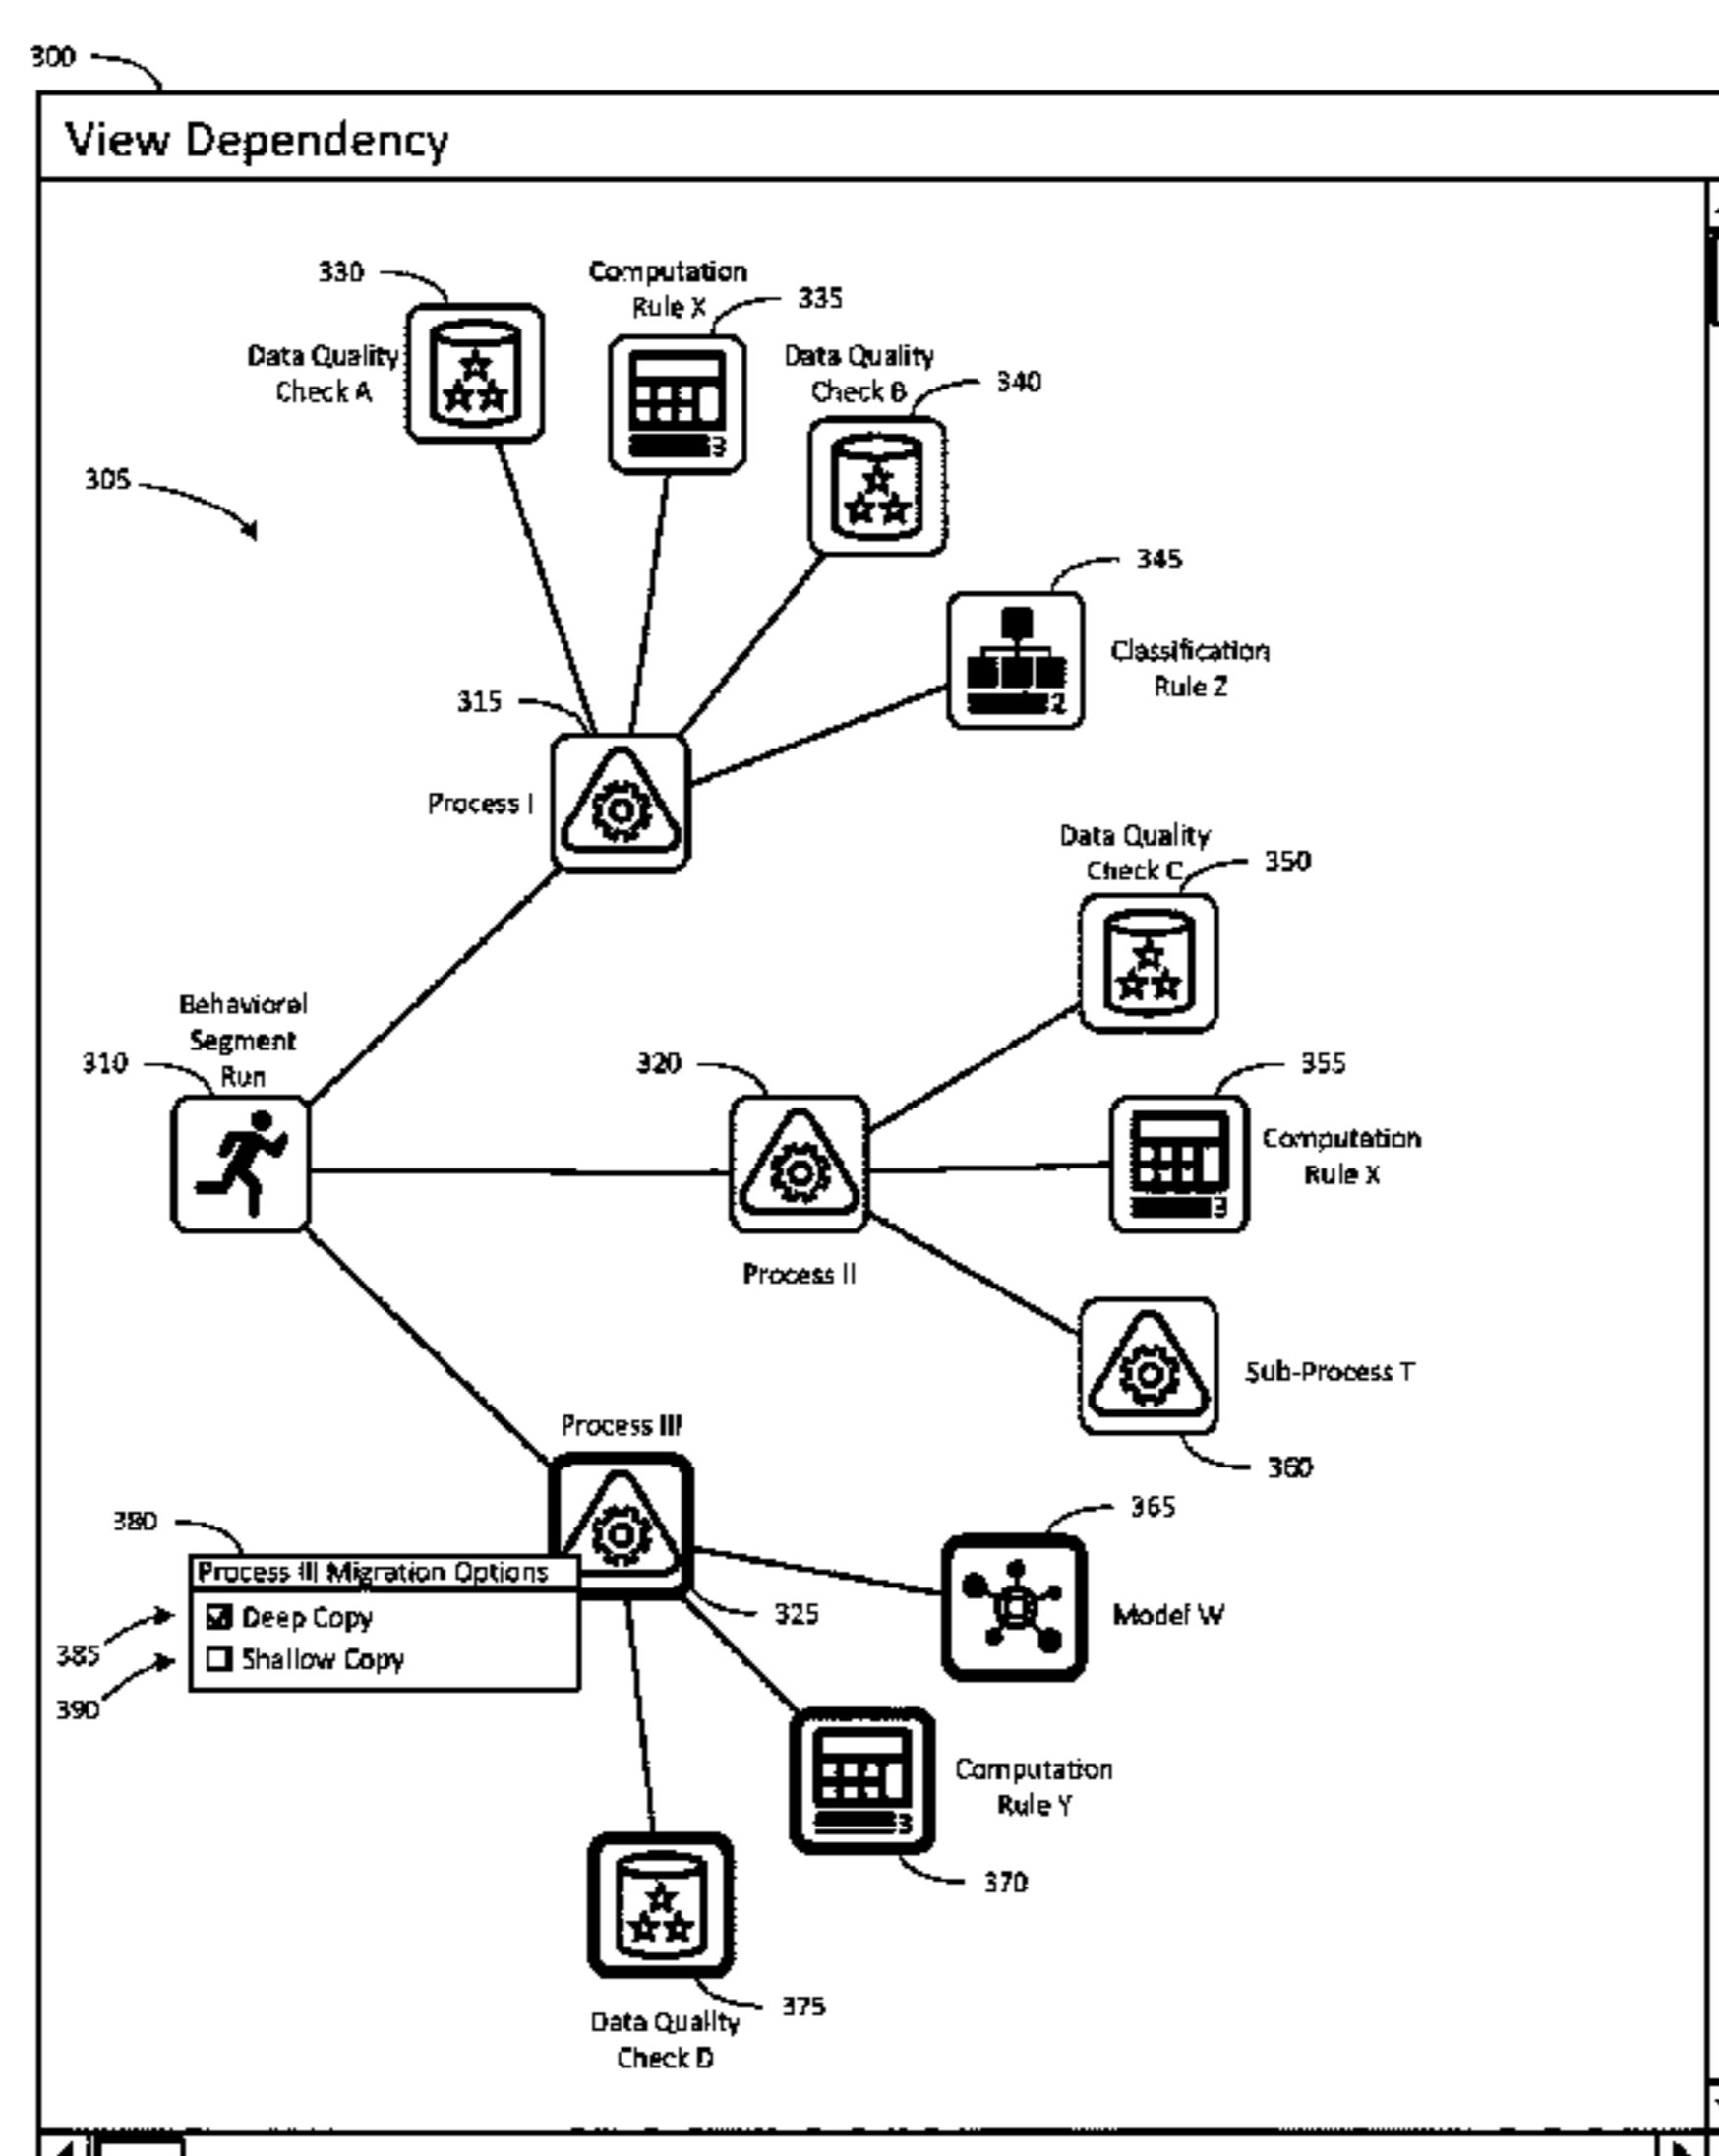 300
View Dependency
330
Computation
Rule X
335
Data Quality
Check A
Data Quality
Check B
340
3
305
345
Classification
Rule Z
2
315
Process I
Data Quality
Check C
350
Behavioral
Segment
Run
310
320
355
Computation
Rule X
3
Process II
Sub-Process T
360
Process III
365
380
Process III Migration Options
Deep Copy
385
Shallow Copy
390
325
Model W
Computation
Rule Y
3
370
375
Data Quality
Check D